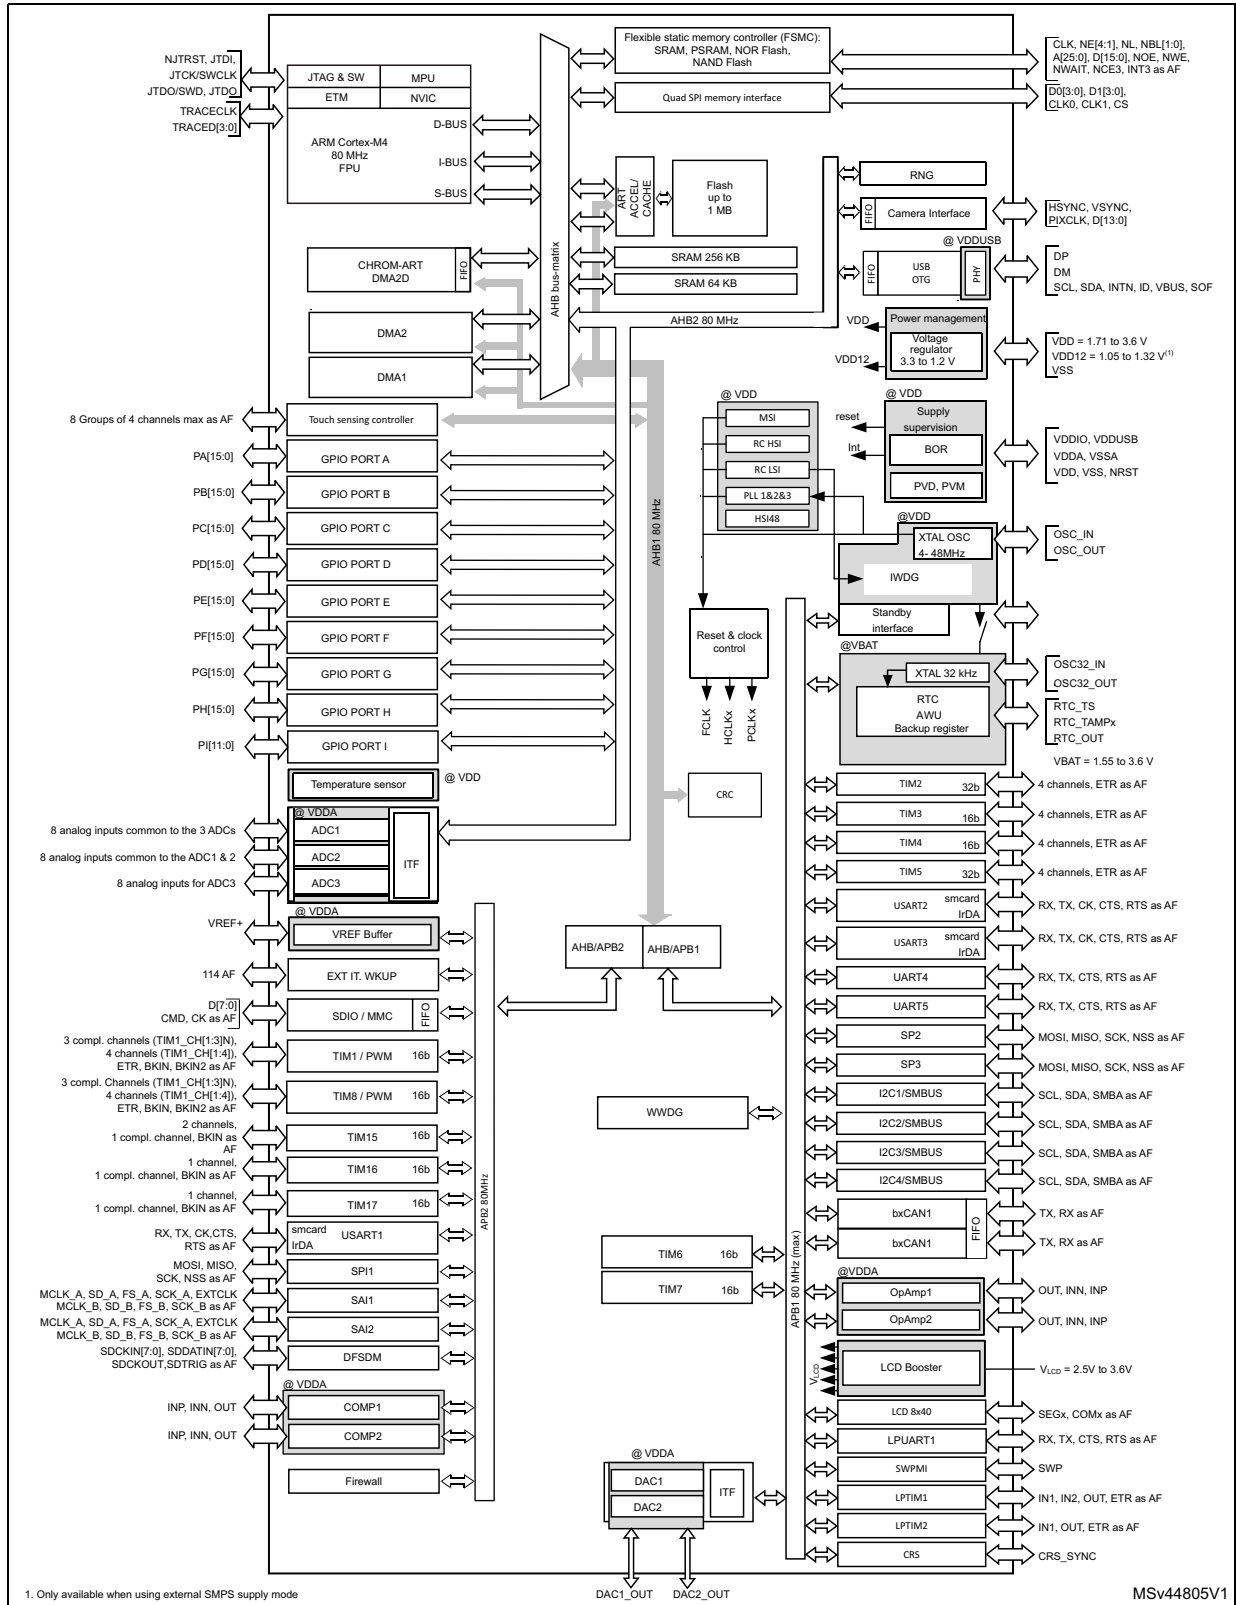 Flexible static memory controller (FSMC):
SRAM, PSRAM, NOR Flash,
NAND Flash
CLK, NE[4:1], NL, NBL[1:0],
A[25:0], D[15:0], NOE, NWE,
NWAIT, NCE3, INT3 as AF
NJTRST, JTDI,
JTCK/SWCLK
JTDO/SWD, JTDO
JTAG & SW
MPU
ETM
NVIC
TRACECLK
TRACED[3:0]
Quad SPI memory interface
D0[3:0], D1[3:0],
CLK0, CLK1, CS
D-BUS
ARM Cortex-M4
80 MHz
FPU
I-BUS
S-BUS
AHB bus-matrix
ART
ACCEL/
CACHE
Flash
up to
1 MB
RNG
FIFO
Camera Interface
HSYNC, VSYNC,
PIXCLK, D[13:0]
@ VDDUSB
FIFO
USB
OTG
PHY
DP
DM
SCL, SDA, INTN, ID, VBUS, SOF
CHROM-ART
DMA2D
FIFO
SRAM 256 KB
SRAM 64 KB
AHB2 80 MHz
DMA2
DMA1
VDD
VDD12
Power management
Voltage
regulator
3.3 to 1.2 V
VDD = 1.71 to 3.6 V
VDD12 = 1.05 to 1.32 V(1)
VSS
@ VDD
MSI
RC HSI
RC LSI
PLL 1&2&3
HSI48
@ VDD
reset
Int
Supply
supervision
BOR
PVD, PVM
VDDIO, VDDUSB
VDDA, VSSA
VDD, VSS, NRST
8 Groups of 4 channels max as AF
Touch sensing controller
PA[15:0]
GPIO PORT A
PB[15:0]
GPIO PORT B
PC[15:0]
GPIO PORT C
PD[15:0]
GPIO PORT D
PE[15:0]
GPIO PORT E
PF[15:0]
GPIO PORT F
PG[15:0]
GPIO PORT G
PH[15:0]
GPIO PORT H
PI[11:0]
GPIO PORT I
AHB1 80 MHz
@VDD
XTAL OSC
4- 48MHz
IWDG
OSC_IN
OSC_OUT
Standby
interface
Reset & clock
control
FCLK
HCLKx
PCLKx
@VBAT
XTAL 32 kHz
RTC
AWU
Backup register
OSC32_IN
OSC32_OUT
RTC_TS
RTC_TAMPx
RTC_OUT
VBAT = 1.55 to 3.6 V
Temperature sensor
@ VDD
CRC
@ VDDA
8 analog inputs common to the 3 ADCs
ADC1
8 analog inputs common to the ADC1 & 2
ADC2
8 analog inputs for ADC3
ADC3
ITF
@ VDDA
VREF+
VREF Buffer
AHB/APB2
AHB/APB1
114 AF
EXT IT. WKUP
D[7:0]
CMD, CK as AF
SDIO / MMC
FIFO
3 compl. channels (TIM1_CH[1:3]N),
4 channels (TIM1_CH[1:4]),
ETR, BKIN, BKIN2 as AF
TIM1 / PWM
16b
3 compl. Channels (TIM1_CH[1:3]N),
4 channels (TIM1_CH[1:4]),
ETR, BKIN, BKIN2 as AF
TIM8 / PWM
16b
2 channels,
1 compl. channel, BKIN as
AF
TIM15
16b
1 channel,
1 compl. channel, BKIN as AF
TIM16
16b
1 channel,
1 compl. channel, BKIN as AF
TIM17
16b
RX, TX, CK,CTS,
RTS as AF
smcard
IrDA
USART1
MOSI, MISO,
SCK, NSS as AF
SPI1
MCLK_A, SD_A, FS_A, SCK_A, EXTCLK
MCLK_B, SD_B, FS_B, SCK_B as AF
SAI1
MCLK_A, SD_A, FS_A, SCK_A, EXTCLK
MCLK_B, SD_B, FS_B, SCK_B as AF
SAI2
SDCKIN[7:0], SDDATIN[7:0],
SDCKOUT,SDTRIG as AF
DFSDM
@ VDDA
INP, INN, OUT
COMP1
INP, INN, OUT
COMP2
Firewall
APB2 80MHz
WWDG
TIM6
16b
TIM7
16b
APB1 80 MHz (max)
TIM2
32b
4 channels, ETR as AF
TIM3
16b
4 channels, ETR as AF
TIM4
16b
4 channels, ETR as AF
TIM5
32b
4 channels, ETR as AF
USART2
smcard
IrDA
RX, TX, CK, CTS, RTS as AF
USART3
smcard
IrDA
RX, TX, CK, CTS, RTS as AF
UART4
RX, TX, CTS, RTS as AF
UART5
RX, TX, CTS, RTS as AF
SP2
MOSI, MISO, SCK, NSS as AF
SP3
MOSI, MISO, SCK, NSS as AF
I2C1/SMBUS
SCL, SDA, SMBA as AF
I2C2/SMBUS
SCL, SDA, SMBA as AF
I2C3/SMBUS
SCL, SDA, SMBA as AF
I2C4/SMBUS
SCL, SDA, SMBA as AF
bxCAN1
TX, RX as AF
FIFO
bxCAN1
TX, RX as AF
@VDDA
OpAmp1
OUT, INN, INP
OpAmp2
OUT, INN, INP
VLCD
LCD Booster
VLCD = 2.5V to 3.6V
LCD 8x40
SEGx, COMx as AF
LPUART1
RX, TX, CTS, RTS as AF
SWPMI
SWP
LPTIM1
IN1, IN2, OUT, ETR as AF
LPTIM2
IN1, OUT, ETR as AF
CRS
CRS_SYNC
@ VDDA
DAC1
DAC2
ITF
DAC1_OUT
DAC2_OUT
1. Only available when using external SMPS supply mode
MSv44805V1